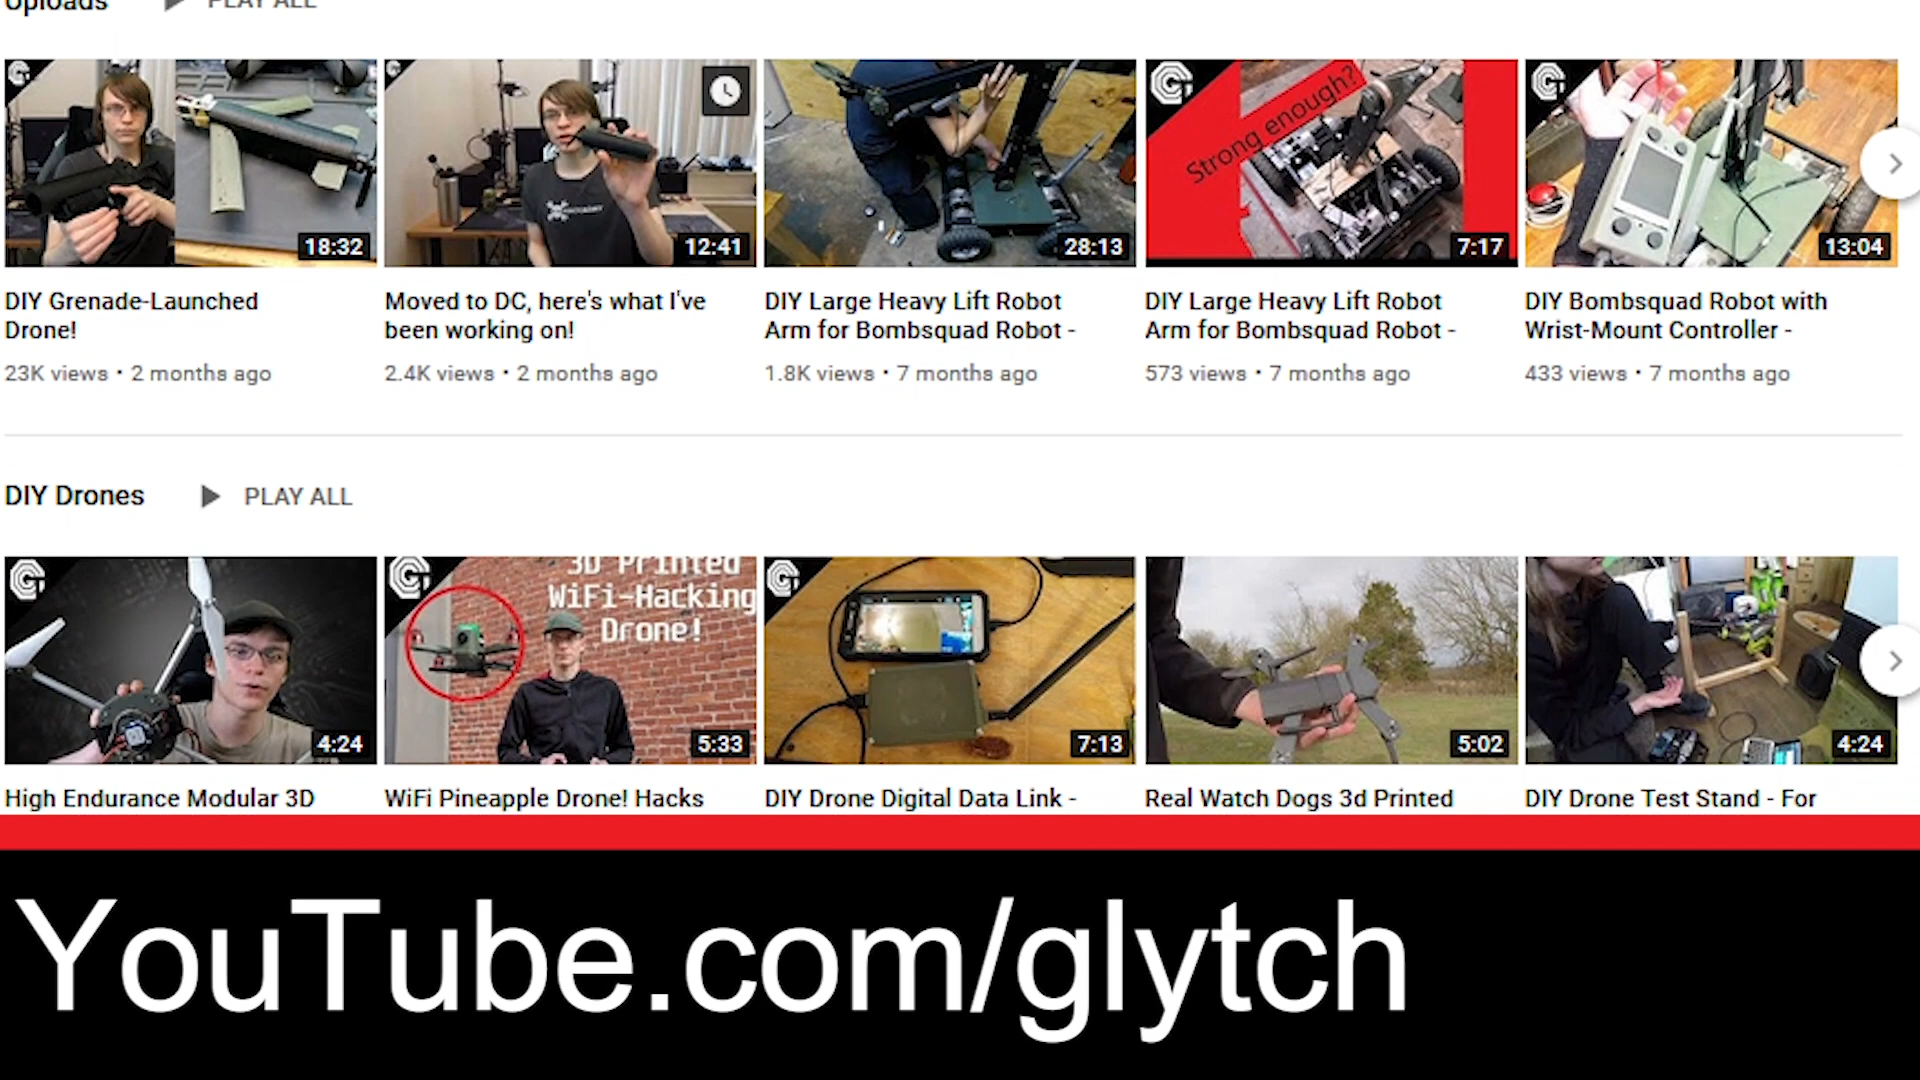 Uploads PLAY ALL
Strong enough?
18:32
12:41
28:13
7:17
13:04
DIY Grenade-Launched
Drone!
23K views • 2 months ago
Moved to DC, here's what I've
been working on!
2.4K views • 2 months ago
DIY Large Heavy Lift Robot
Arm for Bombsquad Robot -
1.8K views • 7 months ago
DIY Large Heavy Lift Robot
Arm for Bombsquad Robot -
573 views • 7 months ago
DIY Bombsquad Robot with
Wrist-Mount Controller -
433 views • 7 months ago
DIY Drones PLAY ALL
3D Printed
WiFi-Hacking
Drone!
4:24
5:33
7:13
5:02
4:24
High Endurance Modular 3D
WiFi Pineapple Drone! Hacks
DIY Drone Digital Data Link -
Real Watch Dogs 3d Printed
DIY Drone Test Stand - For
YouTube.com/glytch